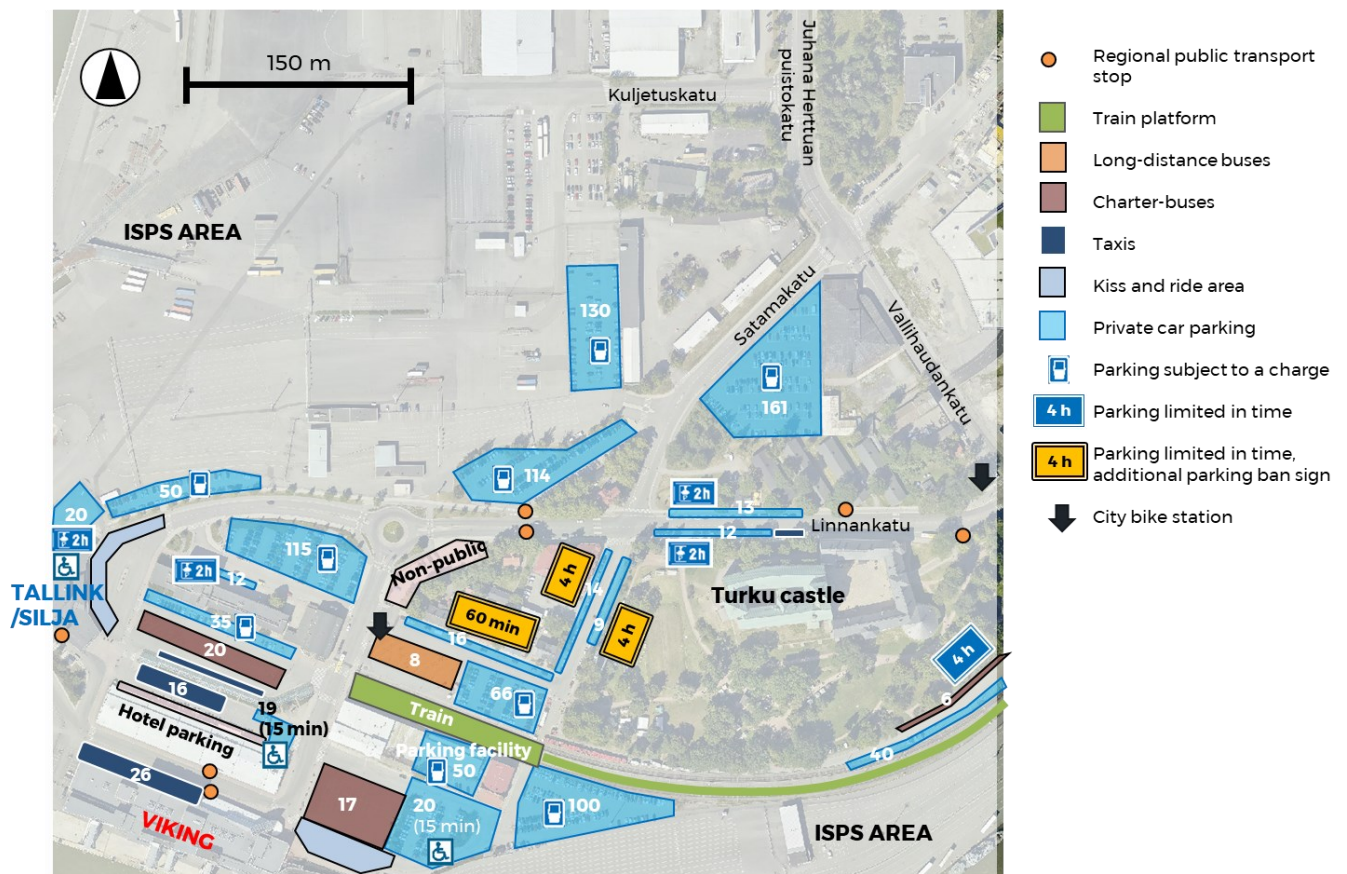 150 m
Kuljetuskatu
Juhana Herttuan
puistokatu
ISPS AREA
130
Satamakatu
161
Vallihaudankatu
114
50
20
2h
2h
13
12
Linnankatu
2h
115
2h
12
Non-public
4 h
14
9
4 h
60 min
16
Turku castle
TALLINK
/SILJA
35
20
8
66
4 h
6
40
16
19
(15 min)
Hotel parking
Train
Parking facility
50
26
VIKING
17
20
(15 min)
100
ISPS AREA
Regional public transport
stop
Train platform
Long-distance buses
Charter-buses
Taxis
Kiss and ride area
Private car parking
Parking subject to a charge
4 h
Parking limited in time
4 h
Parking limited in time,
additional parking ban sign
City bike station